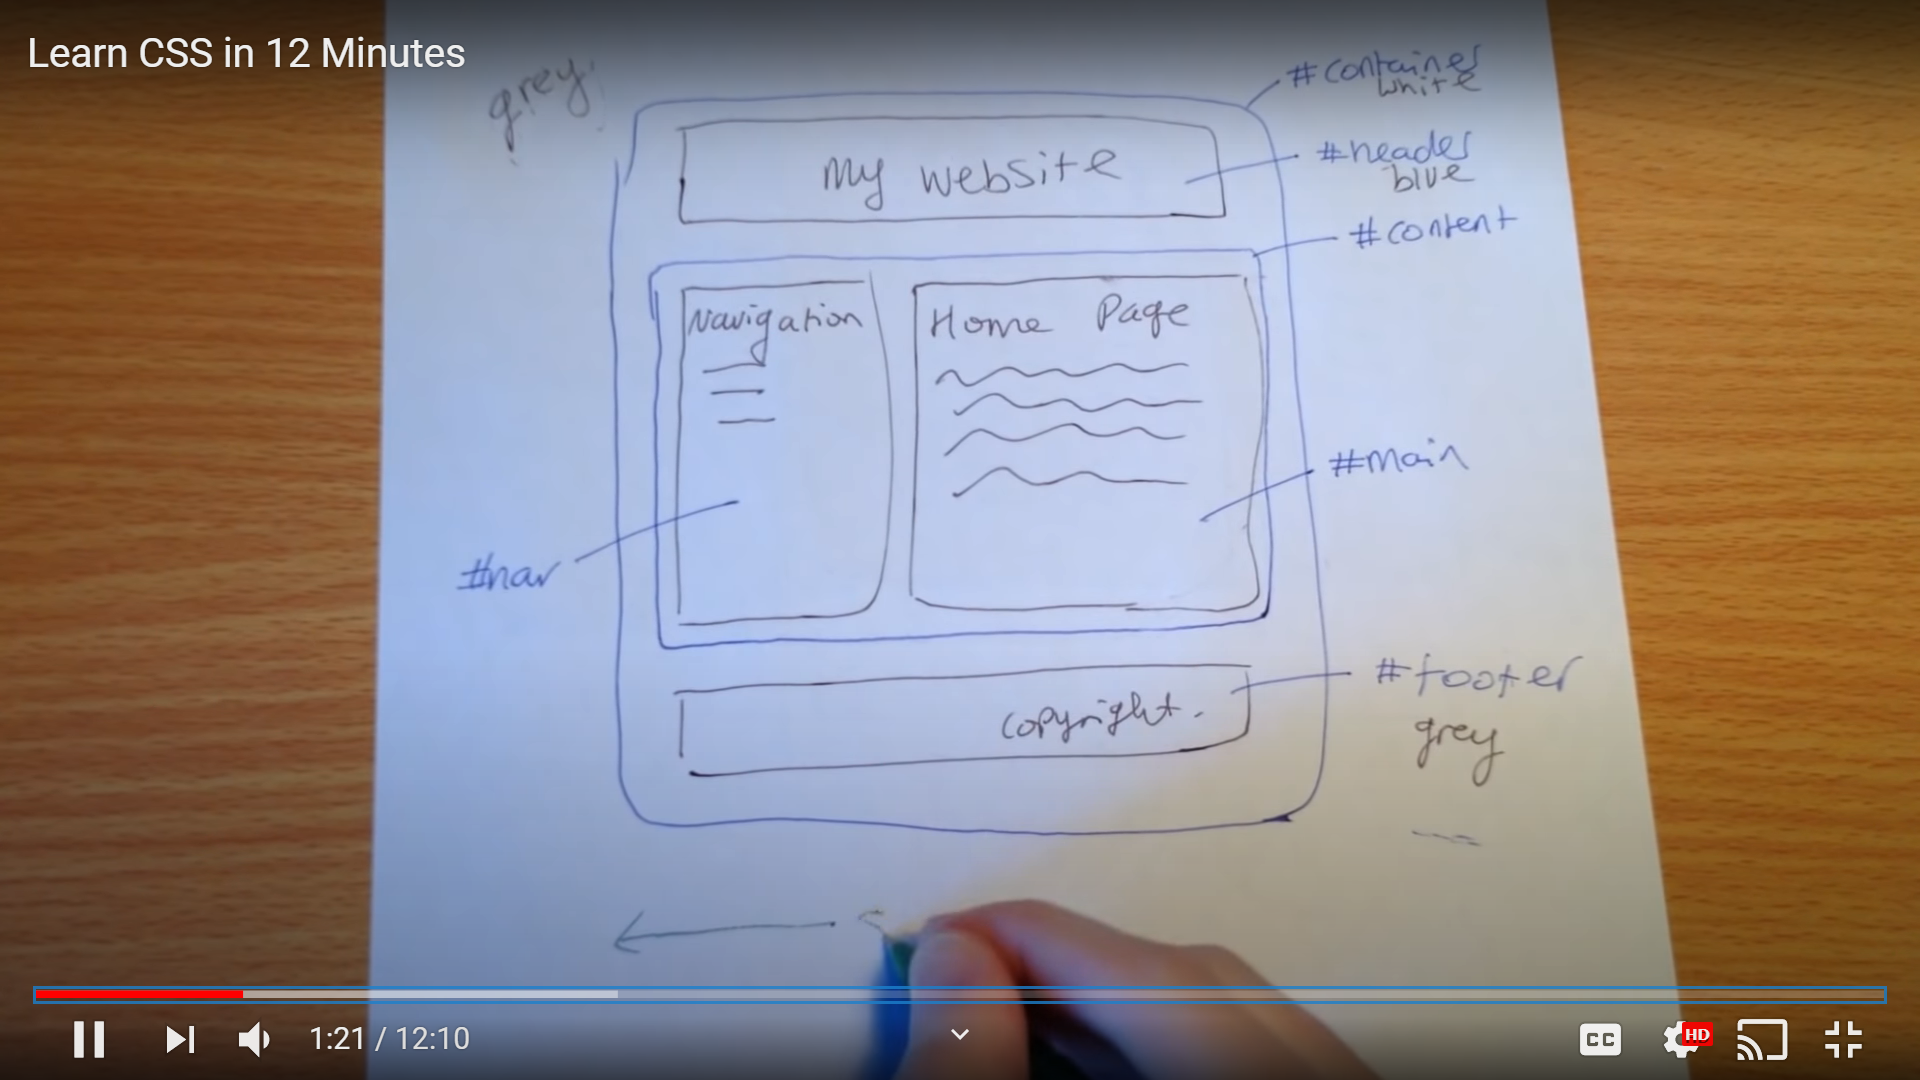 Learn CSS in 12 Minutes
grey
#container
white
My website
#header
blue
#content
Navigation
Home Page
#main
#nav
#footer
copyright.
grey
1:21 / 12:10
CC
HD